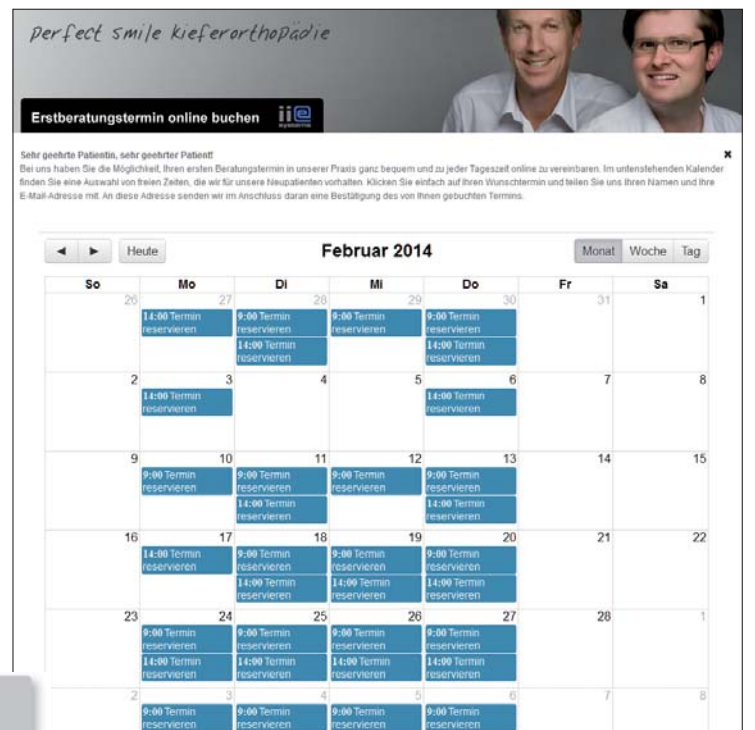 perfect smile kieferorthopädie
Erstberatungstermin online buchen
iie systems
Sehr geehrte Patientin, sehr geehrter Patient!
Bei uns haben Sie die Möglichkeit, Ihren ersten Beratungstermin in unserer Praxis ganz bequem und zu jeder Tageszeit online zu vereinbaren. Im untenstehenden Kalender
finden Sie eine Auswahl von freien Zeiten, die wir für unsere Neupatienten vorhalten. Klicken Sie einfach auf Ihren Wunschtermin und teilen Sie uns Ihren Namen und Ihre
E-Mail-Adresse mit. An diese Adresse senden wir im Anschluss daran eine Bestätigung des von Ihnen gebuchten Termins.
Heute Februar 2014 Monat Woche Tag
So Mo Di Mi Do Fr Sa
26 27 28 29 30 31 1
14:00 Termin 9:00 Termin 9:00 Termin 9:00 Termin
reservieren reservieren reservieren reservieren
14:00 Termin 14:00 Termin
reservieren reservieren
2 3 4 5 6 7 8
14:00 Termin 14:00 Termin
reservieren reservieren
9 10 11 12 13 14 15
9:00 Termin 9:00 Termin 9:00 Termin 9:00 Termin
reservieren reservieren reservieren reservieren
14:00 Termin 14:00 Termin
reservieren reservieren
16 17 18 19 20 21 22
14:00 Termin 9:00 Termin 9:00 Termin 9:00 Termin
reservieren reservieren reservieren reservieren
14:00 Termin 14:00 Termin 14:00 Termin
reservieren reservieren reservieren
23 24 25 26 27 28 1
9:00 Termin 9:00 Termin 9:00 Termin 9:00 Termin
reservieren reservieren reservieren reservieren
14:00 Termin 14:00 Termin 14:00 Termin 14:00 Termin
reservieren reservieren reservieren reservieren
2 3 4 5 6 7 8
9:00 Termin 9:00 Termin 9:00 Termin 9:00 Termin
reservieren reservieren reservieren reservieren